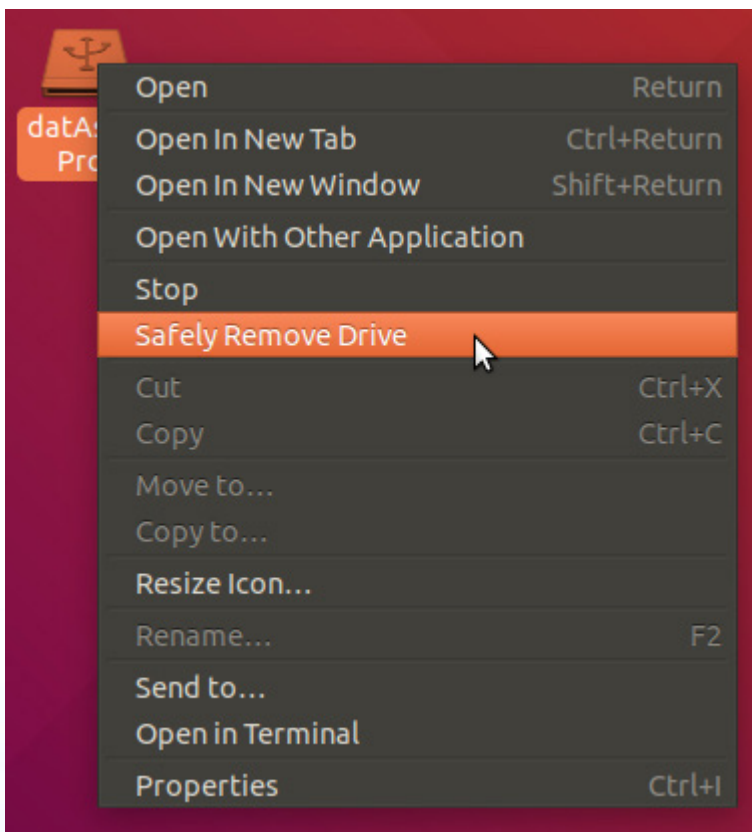 datAs
Pro
Open Return
Open In New Tab Ctrl+Return
Open In New Window Shift+Return
Open With Other Application
Stop
Safely Remove Drive
Cut Ctrl+X
Copy Ctrl+C
Move to…
Copy to…
Resize Icon…
Rename… F2
Send to…
Open in Terminal
Properties Ctrl+I